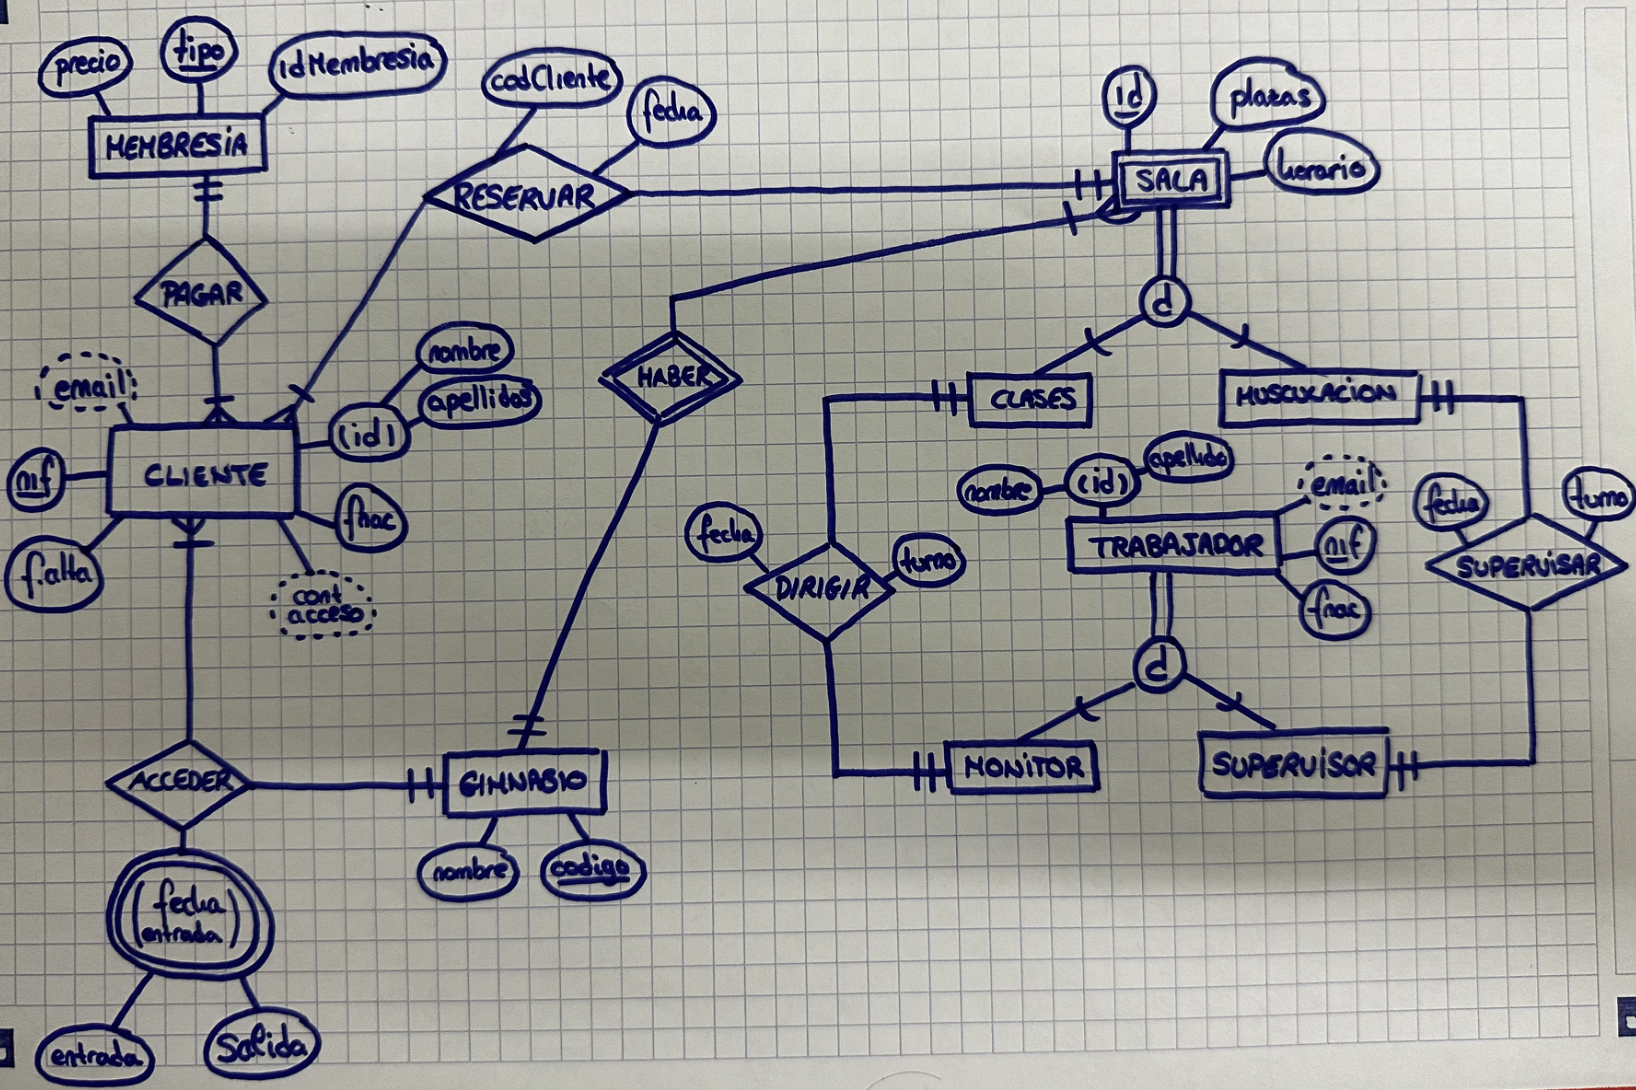 precio
tipo
idMembresia
MEMBRESIA
codCliente
fecha
RESERVAR
id
plazas
horario
SALA
PAGAR
d
HABER
CLASES
MUSCULACION
email
nombre
apellidos
(id)
CLIENTE
nif
f.alta
fnac
cont
acceso
nombre
(id)
apellido
email
TRABAJADOR
nif
fnac
fecha
turno
DIRIGIR
fecha
turno
SUPERVISAR
d
MONITOR
SUPERVISOR
ACCEDER
GIMNASIO
nombre
codigo
(fecha
entrada)
entrada
Salida